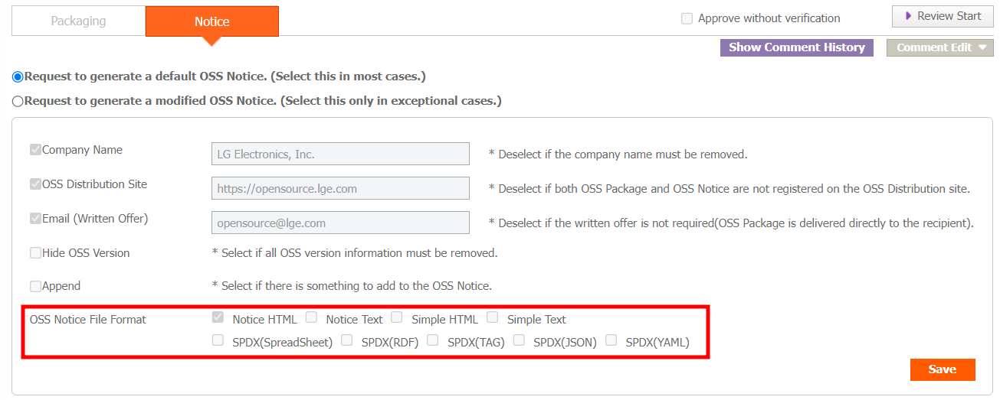 Packaging Notice Approve without verification Review Start
Show Comment History Comment Edit
Request to generate a default OSS Notice. (Select this in most cases.)
Request to generate a modified OSS Notice. (Select this only in exceptional cases.)
Company Name LG Electronics, Inc. * Deselect if the company name must be removed.
OSS Distribution Site https://opensource.lge.com * Deselect if both OSS Package and OSS Notice are not registered on the OSS Distribution site.
Email (Written Offer) opensource@lge.com * Deselect if the written offer is not required(OSS Package is delivered directly to the recipient).
Hide OSS Version * Select if all OSS version information must be removed.
Append * Select if there is something to add to the OSS Notice.
OSS Notice File Format Notice HTML Notice Text Simple HTML Simple Text
SPDX(SpreadSheet) SPDX(RDF) SPDX(TAG) SPDX(JSON) SPDX(YAML)
Save